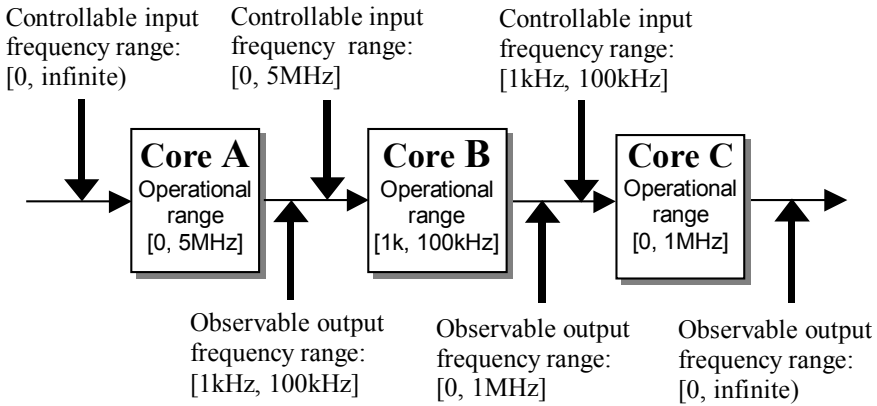 Controllable input
frequency range:
[0, infinite)
Controllable input
frequency range:
[0, 5MHz]
Controllable input
frequency range:
[1kHz, 100kHz]
Core A
Operational
range
[0, 5MHz]
Core B
Operational
range
[1k, 100kHz]
Core C
Operational
range
[0, 1MHz]
Observable output
frequency range:
[1kHz, 100kHz]
Observable output
frequency range:
[0, 1MHz]
Observable output
frequency range:
[0, infinite)